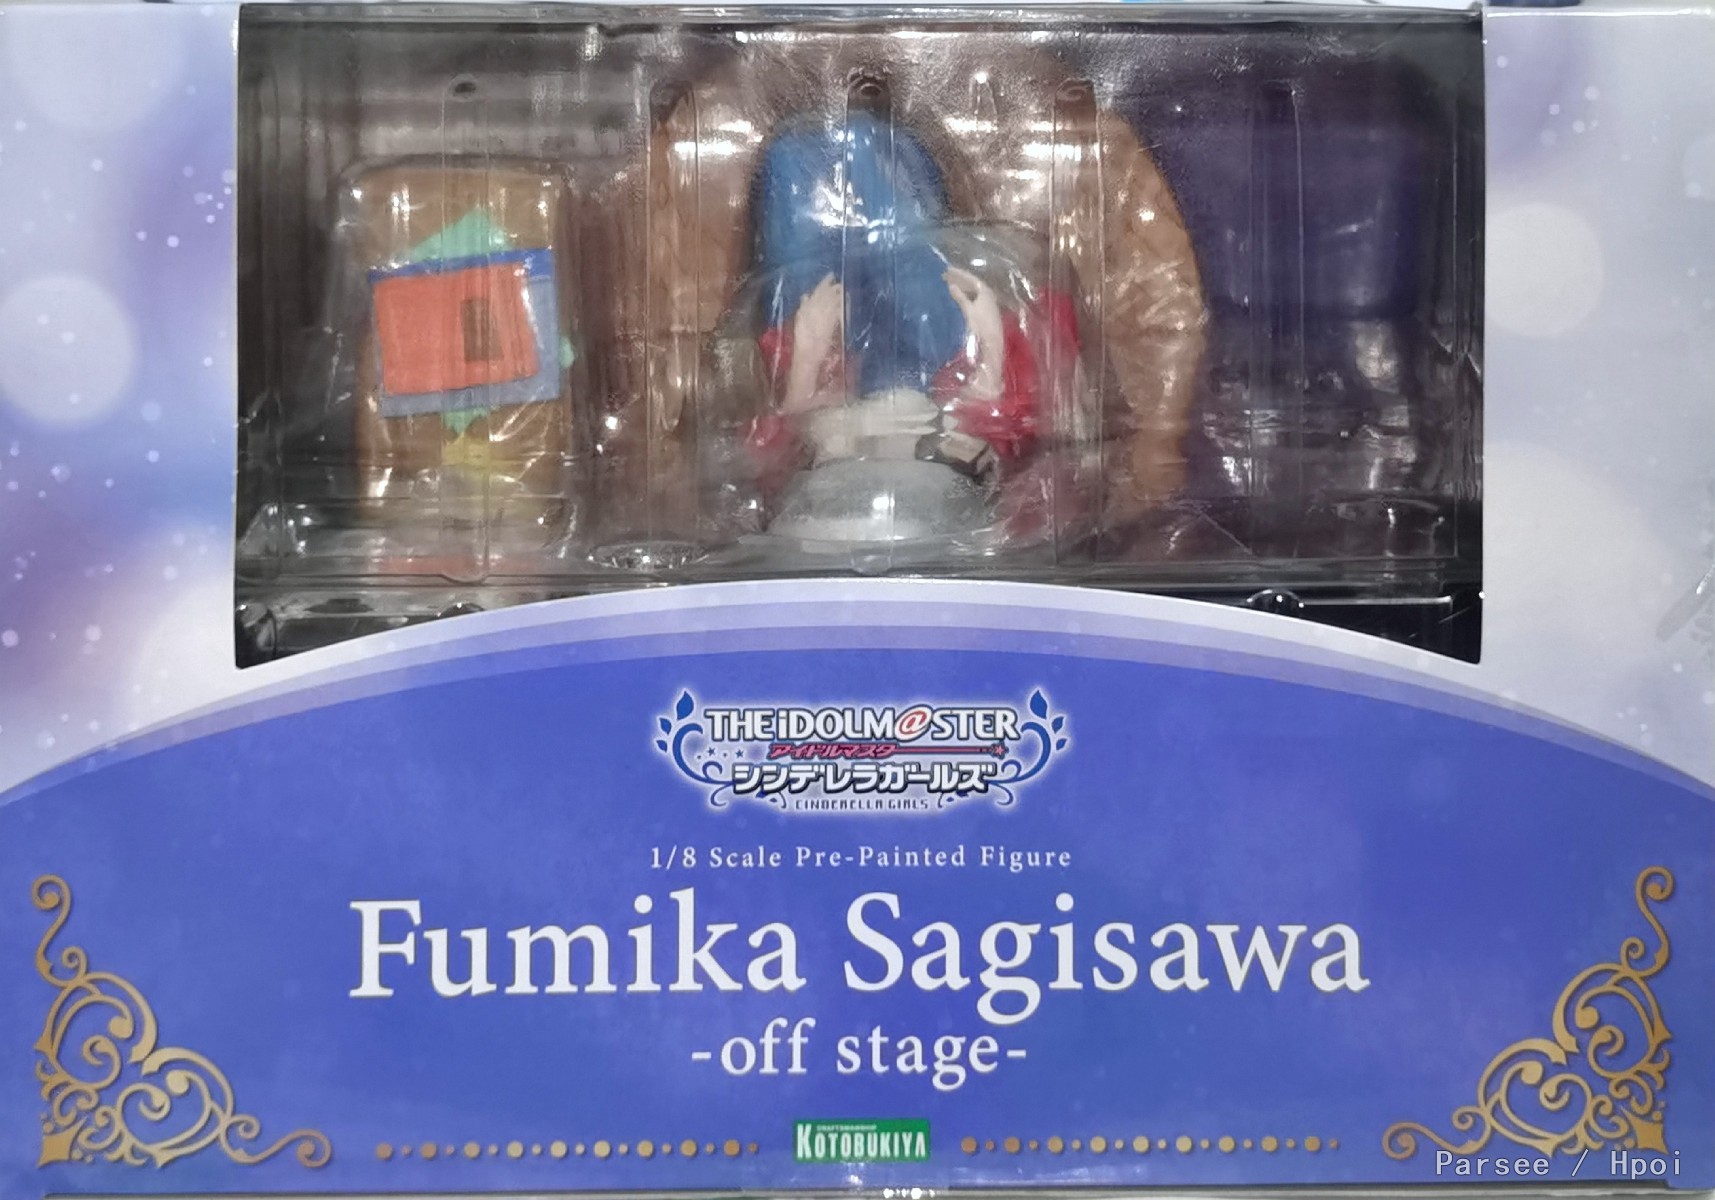 THE iDOLM@STER
アイドルマスター
シンデレラガールズ
CINDERELLA GIRLS
1/8 Scale Pre-Painted Figure
Fumika Sagisawa
-off stage-
CRAFTSMANSHIP
KOTOBUKIYA
Parsee / Hpoi